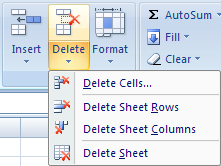 Σ AutoSum
Insert Delete Format
Fill
Clear
Delete Cells...
Delete Sheet Rows
Delete Sheet Columns
Delete Sheet